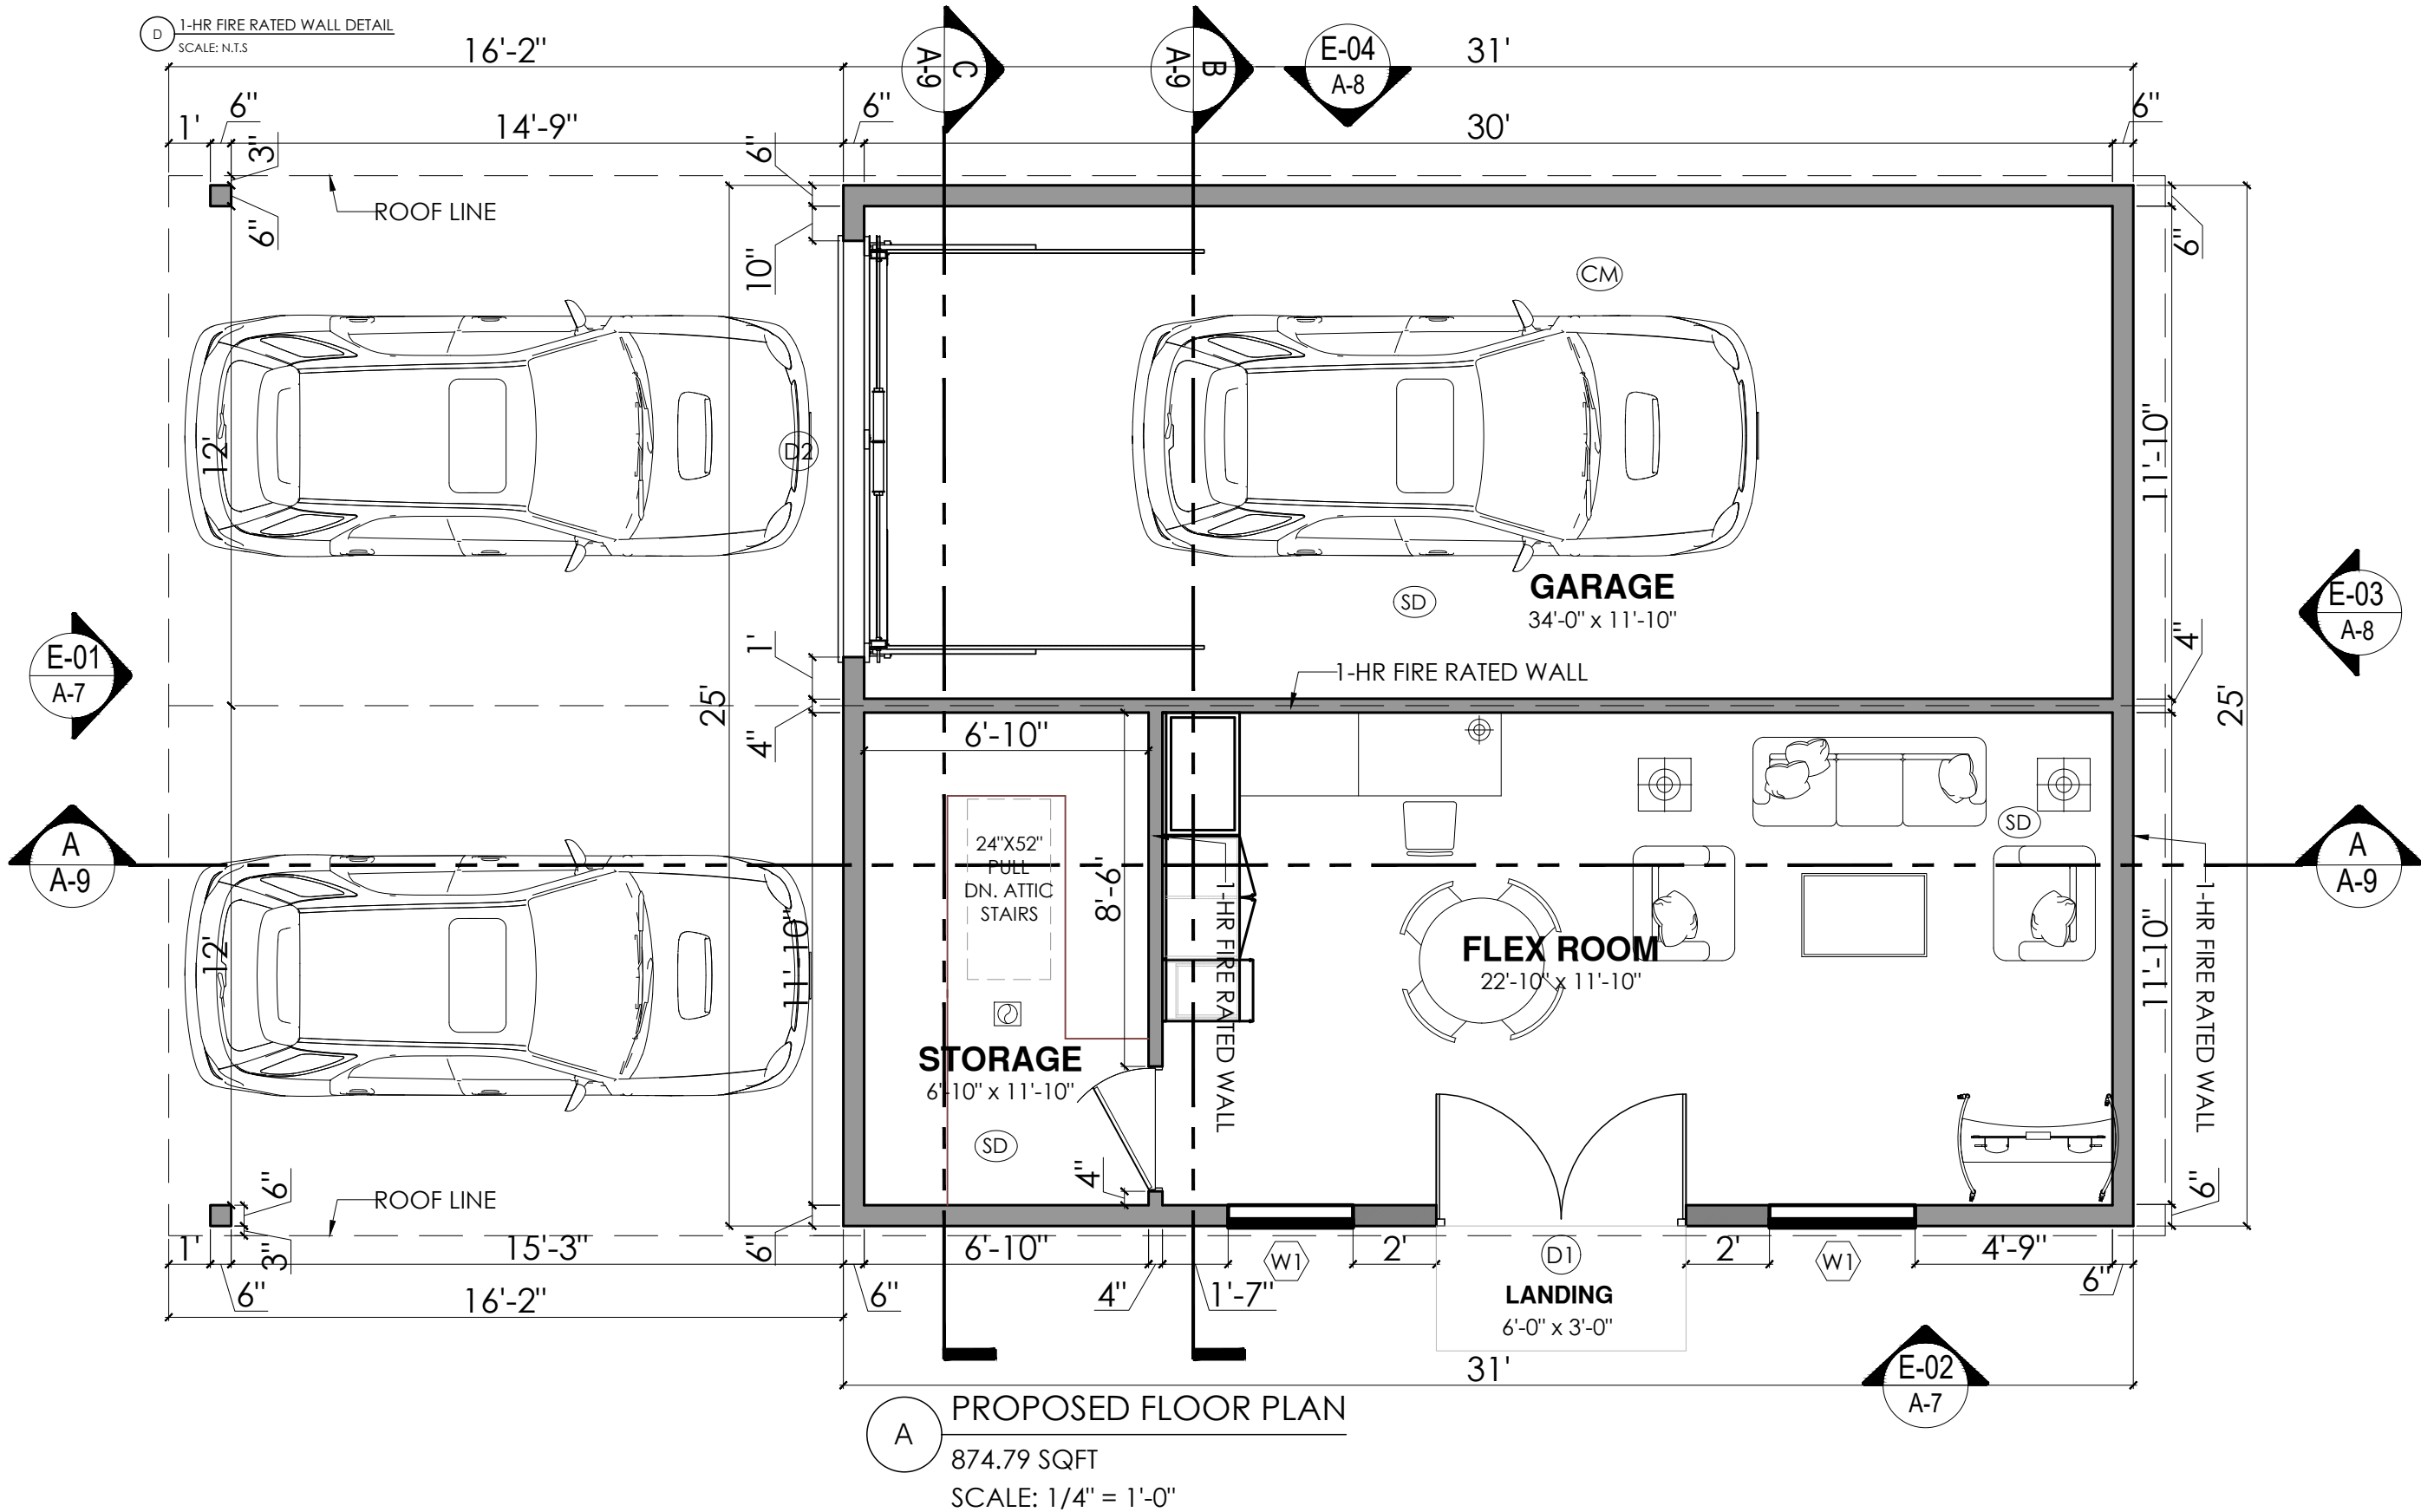 D
1-HR FIRE RATED WALL DETAIL
SCALE: N.T.S
16'-2"
C
A-9
B
A-9
E-04
A-8
31'
1'
6"
14'-9"
6"
30'
6"
3"
6"
6"
10"
ROOF LINE
6"
CM
12'
D2
11'-10"
GARAGE
34'-0" x 11'-10"
SD
E-01
A-7
E-03
A-8
1'
4"
1-HR FIRE RATED WALL
25'
25'
4"
6'-10"
24"X52"
PULL
DN. ATTIC
STAIRS
8'-6"
SD
A
A-9
A
A-9
1-HR FIRE RATED WALL
1-HR FIRE RATED WALL
12'
11'-10"
11'-10"
FLEX ROOM
22'-10" x 11'-10"
STORAGE
6'-10" x 11'-10"
SD
4"
ROOF LINE
6"
3"
6"
6"
1'
15'-3"
6'-10"
W1
2'
D1
2'
W1
4'-9"
6"
6"
4"
1'-7"
6"
16'-2"
LANDING
6'-0" x 3'-0"
31'
E-02
A-7
A
PROPOSED FLOOR PLAN
874.79 SQFT
SCALE: 1/4" = 1'-0"